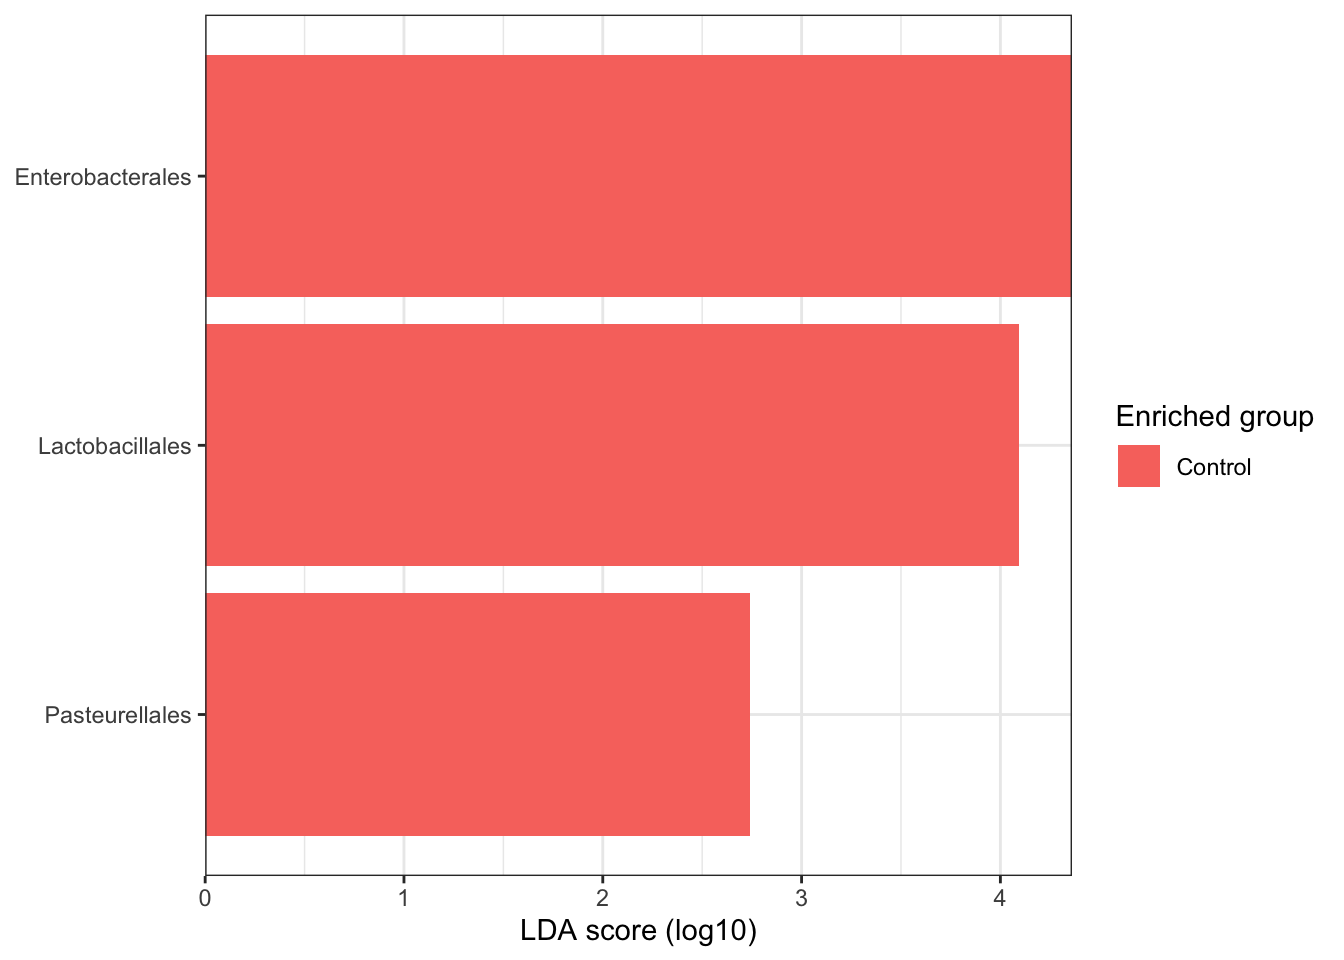 Enterobacterales
Lactobacillales
Pasteurellales
0 1 2 3 4
LDA score (log10)
Enriched group
Control